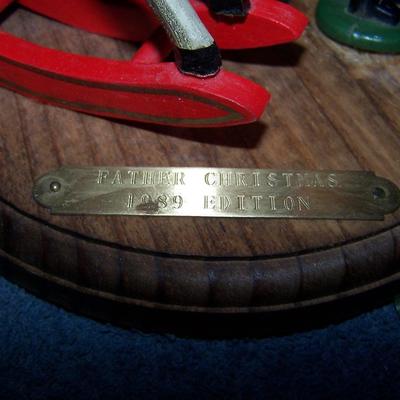 FATHER CHRISTMAS
1989 EDITION